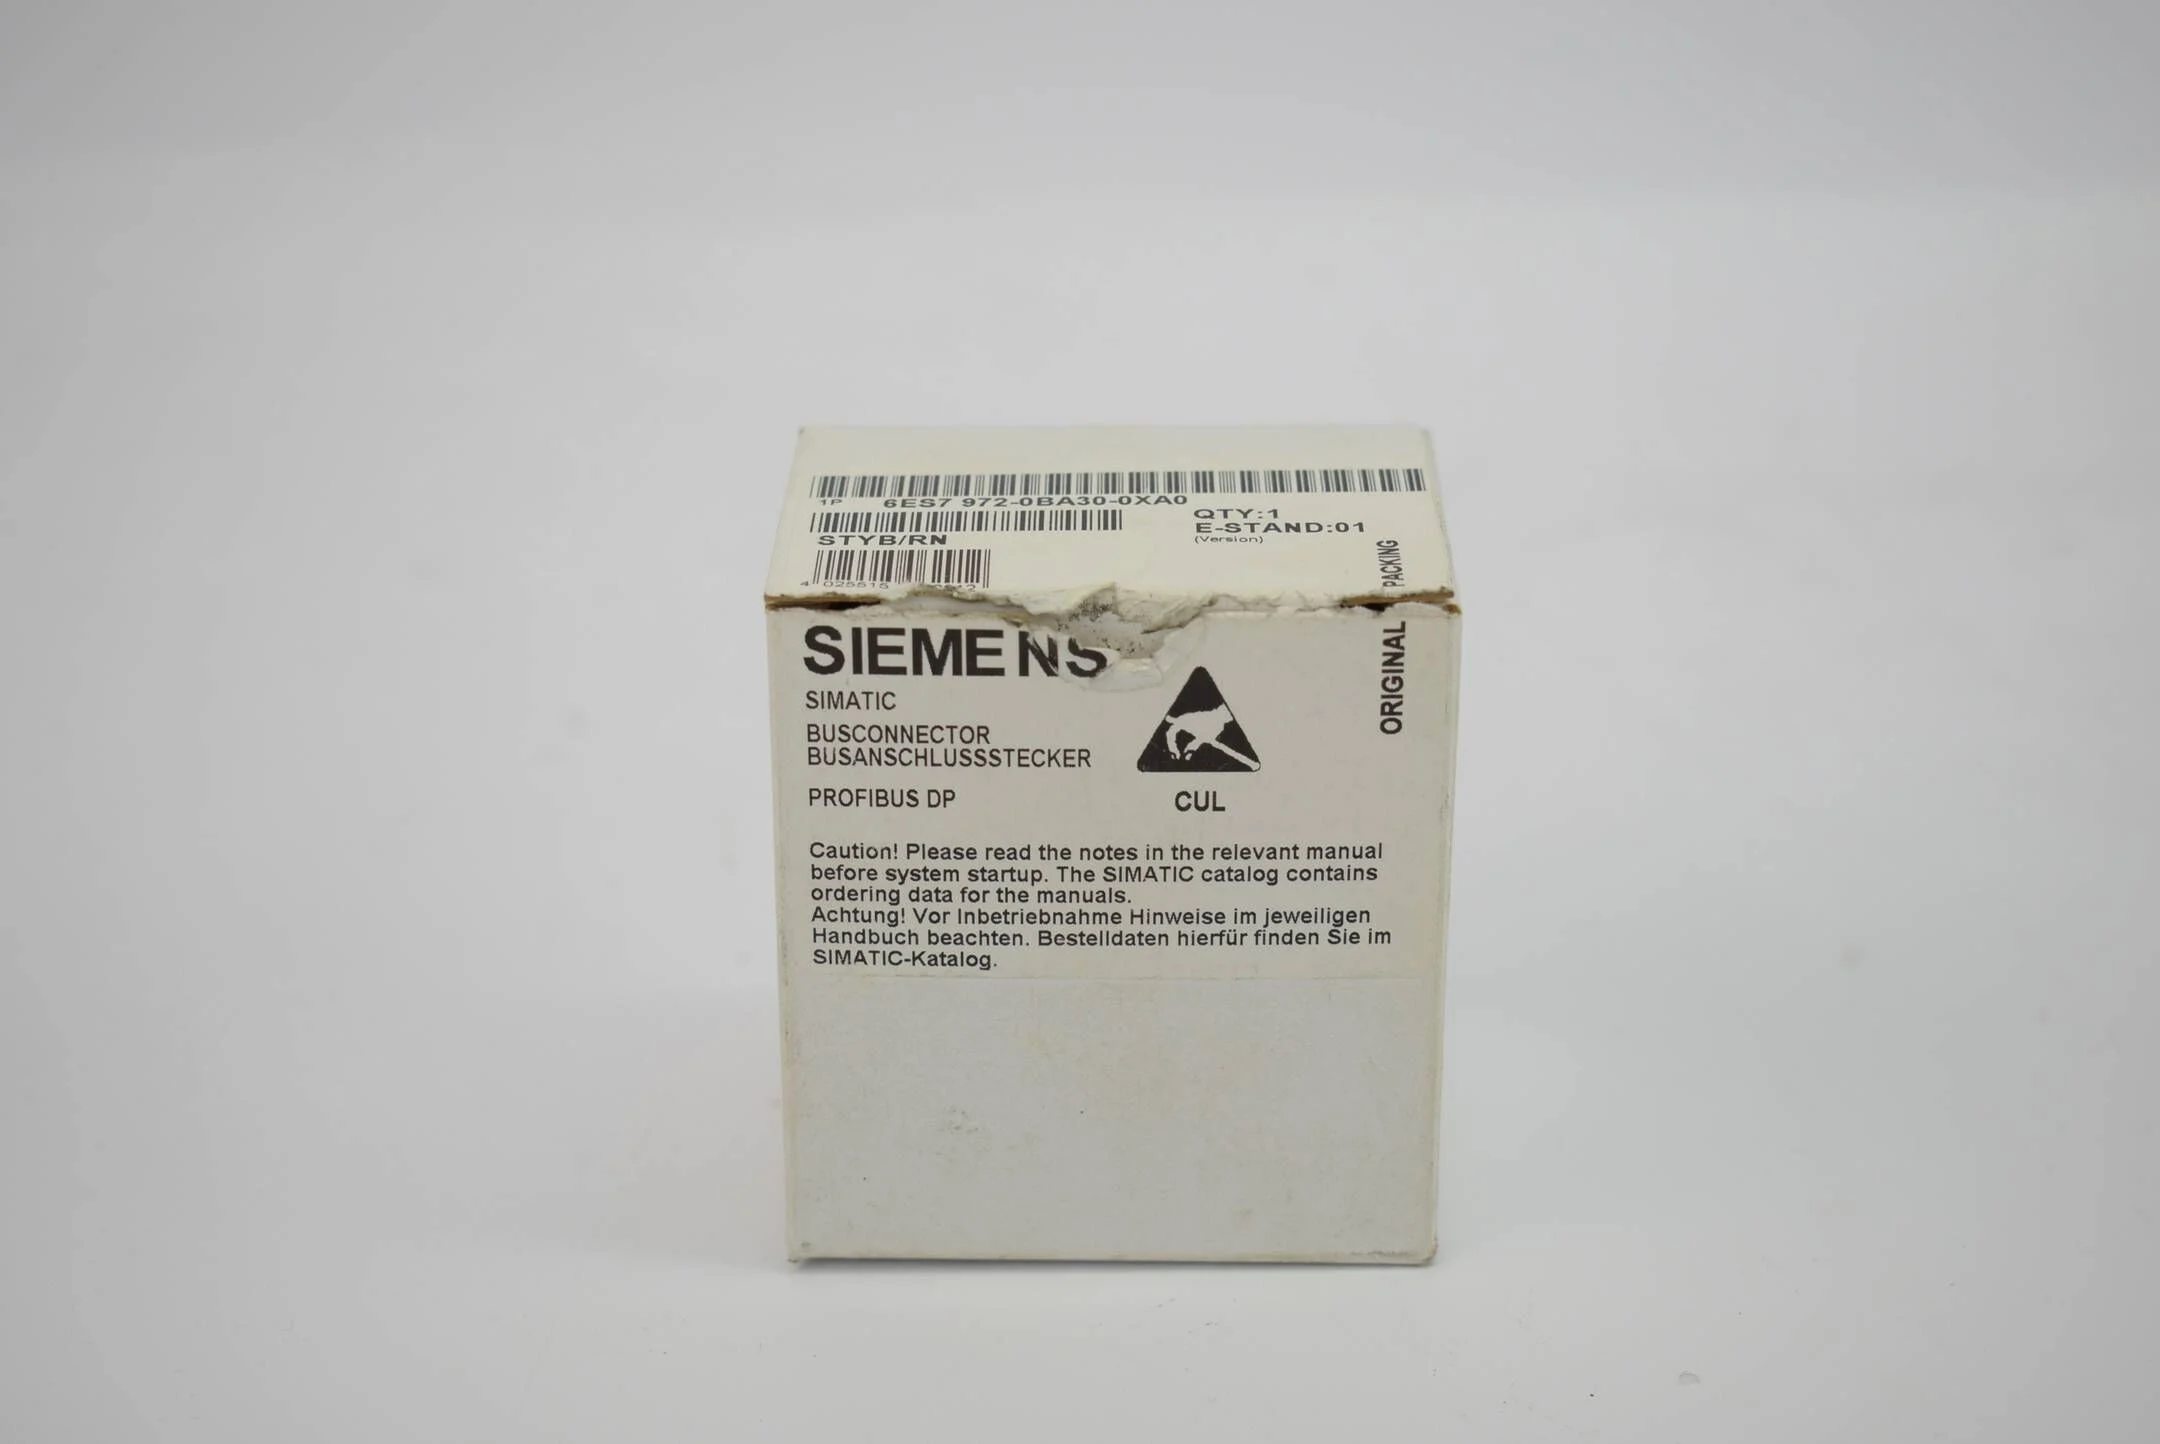 1P 6ES7 972-0BA30-0XA0
QTY:1
STYB/RN
E-STAND:01
(Version)
4 025515
ORIGINAL PACKING
SIEMENS
SIMATIC
BUSCONNECTOR
BUSANSCHLUSSSTECKER
PROFIBUS DP
CUL
Caution! Please read the notes in the relevant manual
before system startup. The SIMATIC catalog contains
ordering data for the manuals.
Achtung! Vor Inbetriebnahme Hinweise im jeweiligen
Handbuch beachten. Bestelldaten hierfür finden Sie im
SIMATIC-Katalog.